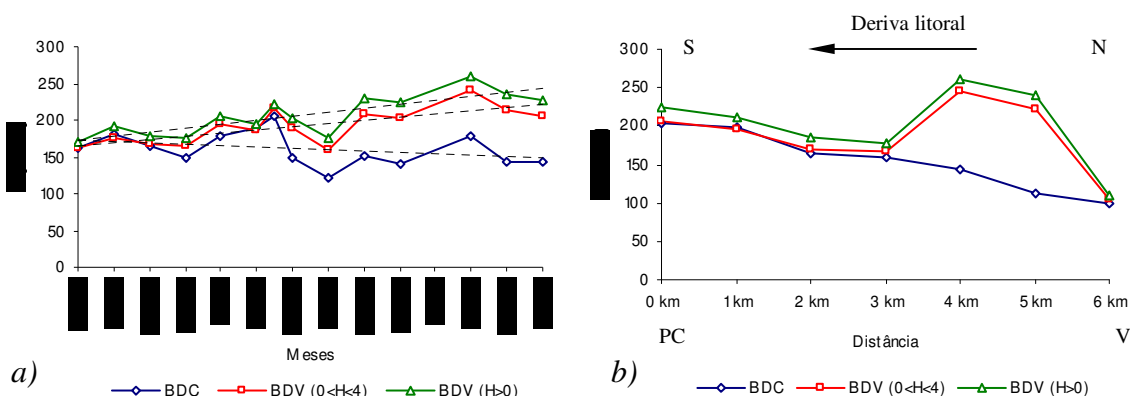 300
250
200
150
100
50
0
Meses
a)
BDC BDV (0<H<4) BDV (H>0)
Deriva litoral
S N
300
250
200
150
100
50
0
0 km 1km 2 km 3 km 4 km 5 km 6 km
PC Distância V
b)
BDC BDV (0<H<4) BDV (H>0)